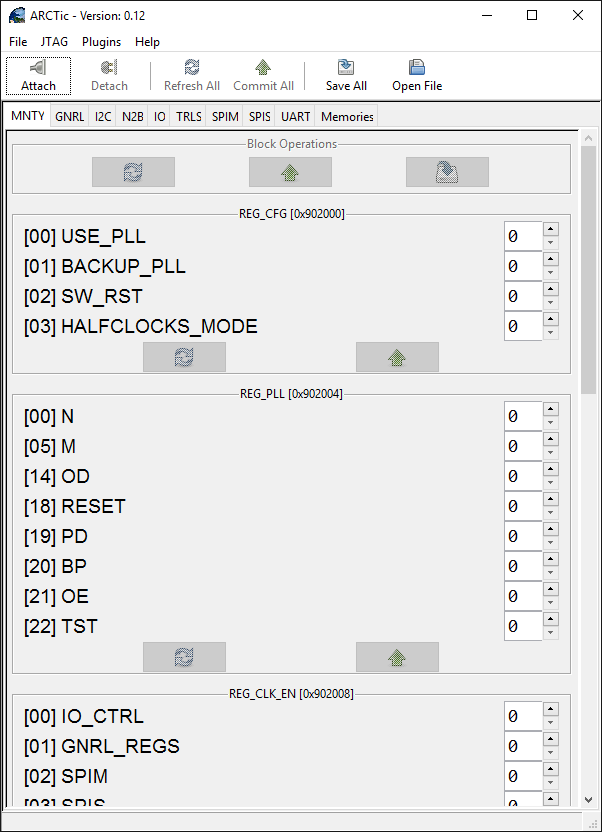 ARCTic - Version: 0.12
File JTAG Plugins Help
Attach Detach Refresh All Commit All Save All Open File
MNTY GNRL I2C N2B IO TRLS SPIM SPIS UART Memories
Block Operations
REG_CFG [0x902000]
[00] USE_PLL 0
[01] BACKUP_PLL 0
[02] SW_RST 0
[03] HALFCLOCKS_MODE 0
REG_PLL [0x902004]
[00] N 0
[05] M 0
[14] OD 0
[18] RESET 0
[19] PD 0
[20] BP 0
[21] OE 0
[22] TST 0
REG_CLK_EN [0x902008]
[00] IO_CTRL 0
[01] GNRL_REGS 0
[02] SPIM 0
[03] SPIS 0